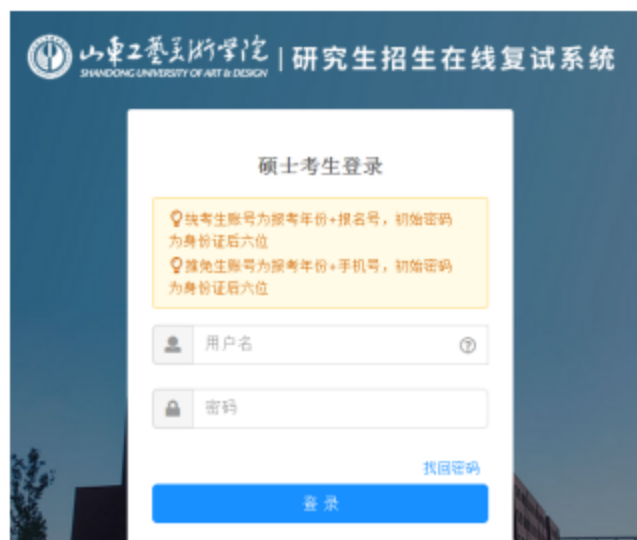 山東工藝美術学院 | 研究生招生在线复试系统
SHANDONG UNIVERSITY OF ART & DESIGN
硕士考生登录
统考生账号为报考年份+报名号，初始密码
为身份证后六位
推免生账号为报考年份+手机号，初始密码
为身份证后六位
用户名
密码
找回密码
登 录